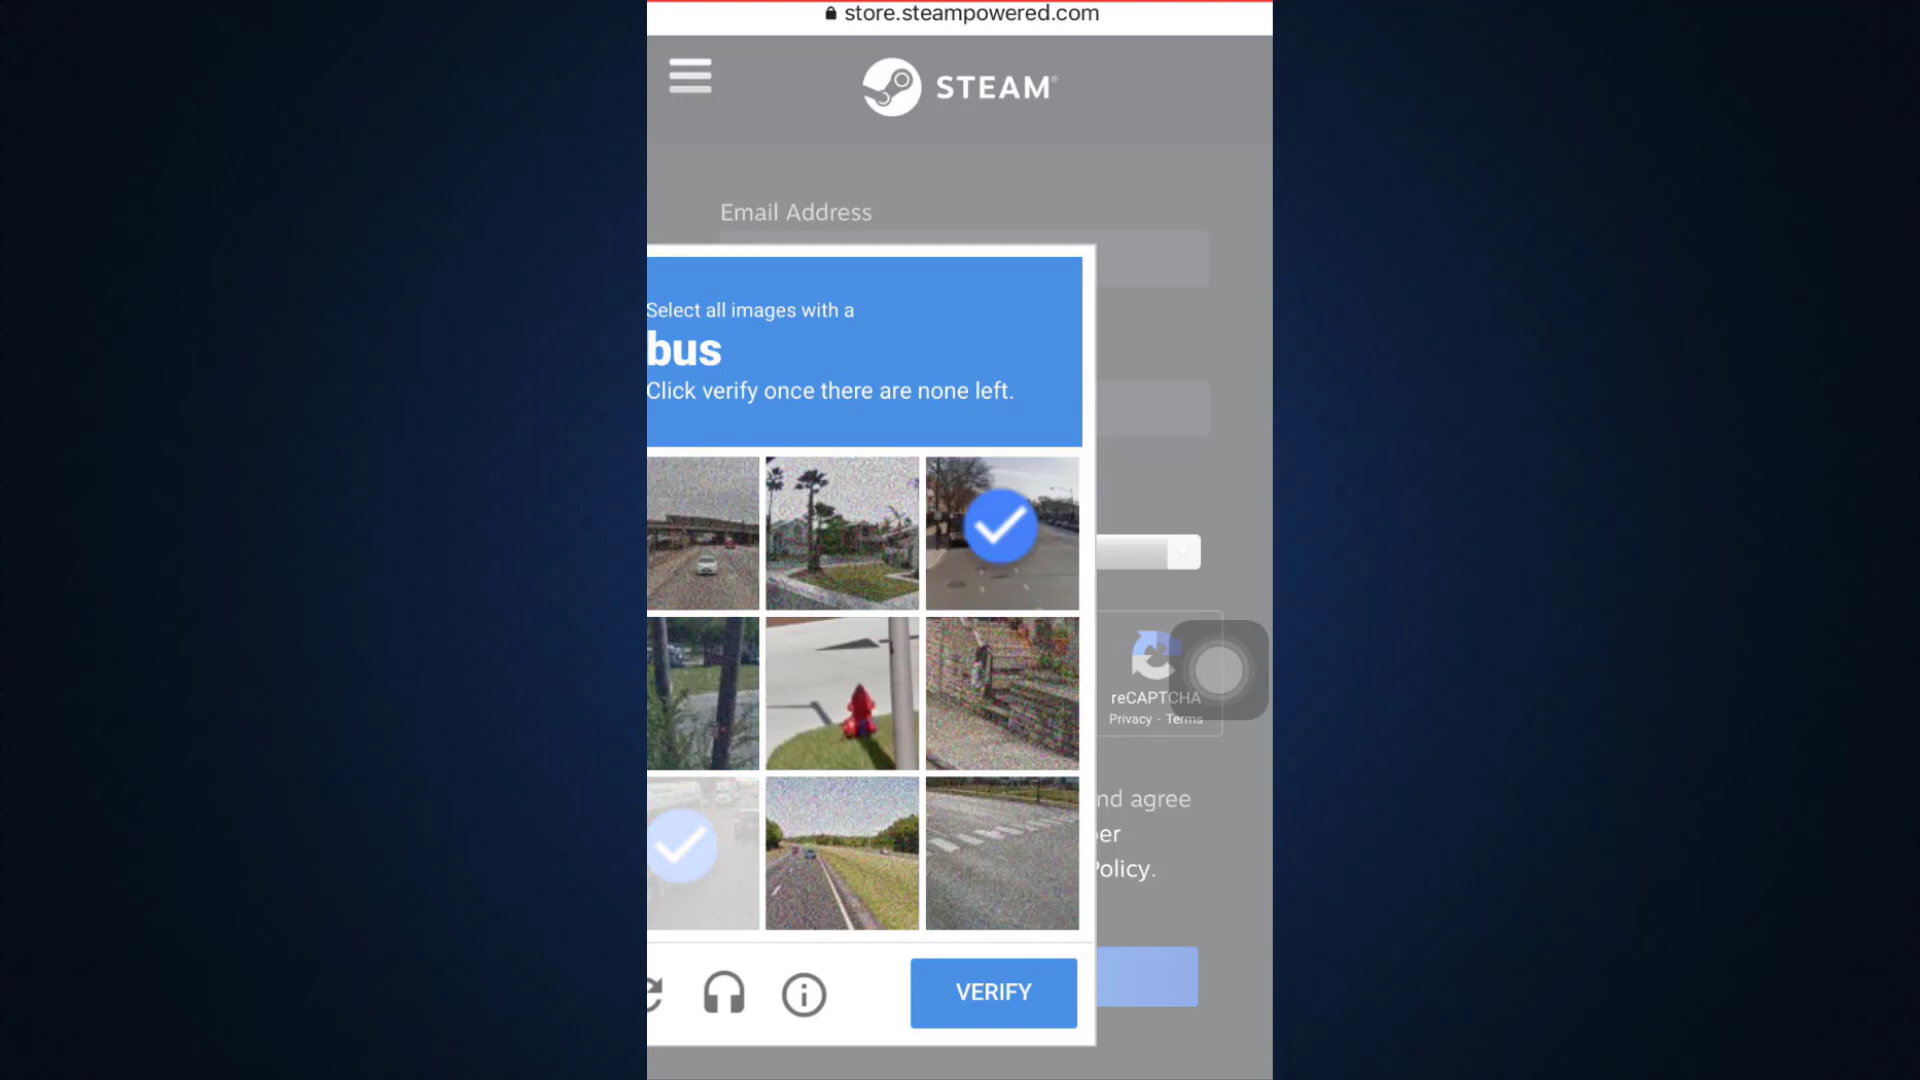 store.steampowered.com
STEAM®
Email Address
Select all images with a
bus
Click verify once there are none left.
reCAPTCHA
Privacy - Terms
nd agree
er
Policy.
VERIFY